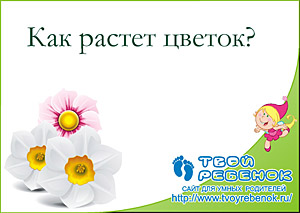 Как растет цветок?
ТВОЙ
РЕБЕНОК
САЙТ ДЛЯ УМНЫХ РОДИТЕЛЕЙ
http://www.tvoyrebenok.ru/